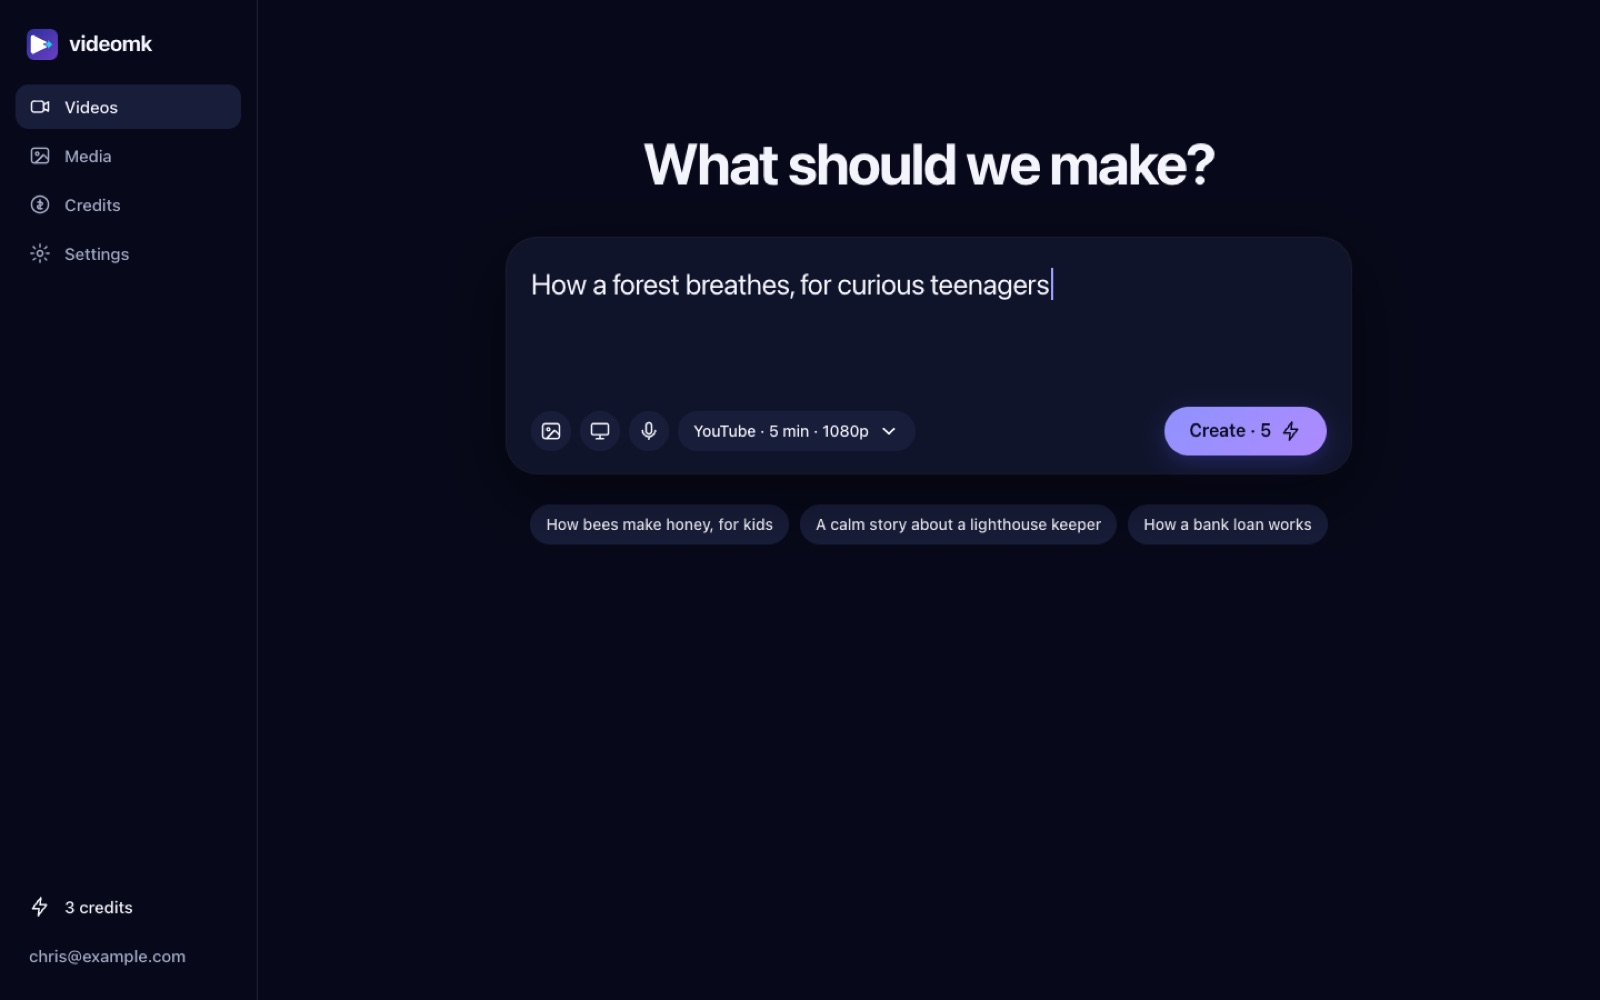 videomk
Videos
Media
Credits
Settings
What should we make?
How a forest breathes, for curious teenagers
YouTube · 5 min · 1080p
Create · 5
How bees make honey, for kids
A calm story about a lighthouse keeper
How a bank loan works
3 credits
chris@example.com